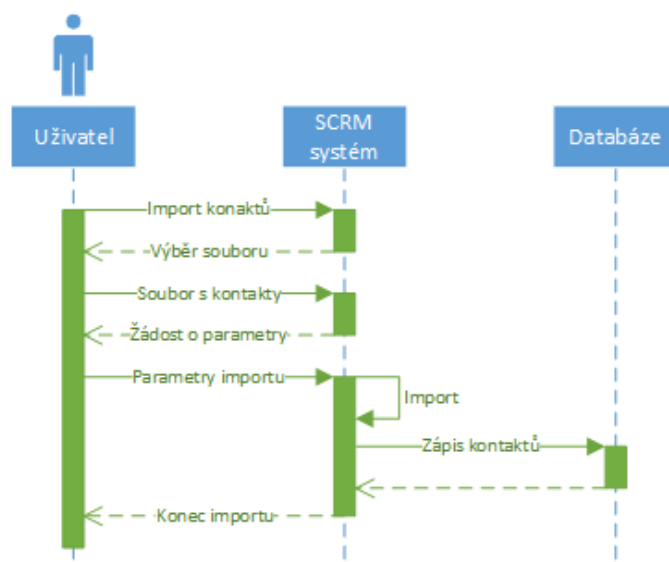 Uživatel
SCRM
systém
Databáze
Import konaktů
Výběr souboru
Soubor s kontakty
Žádost o parametry
Parametry importu
Import
Zápis kontaktů
Konec importu